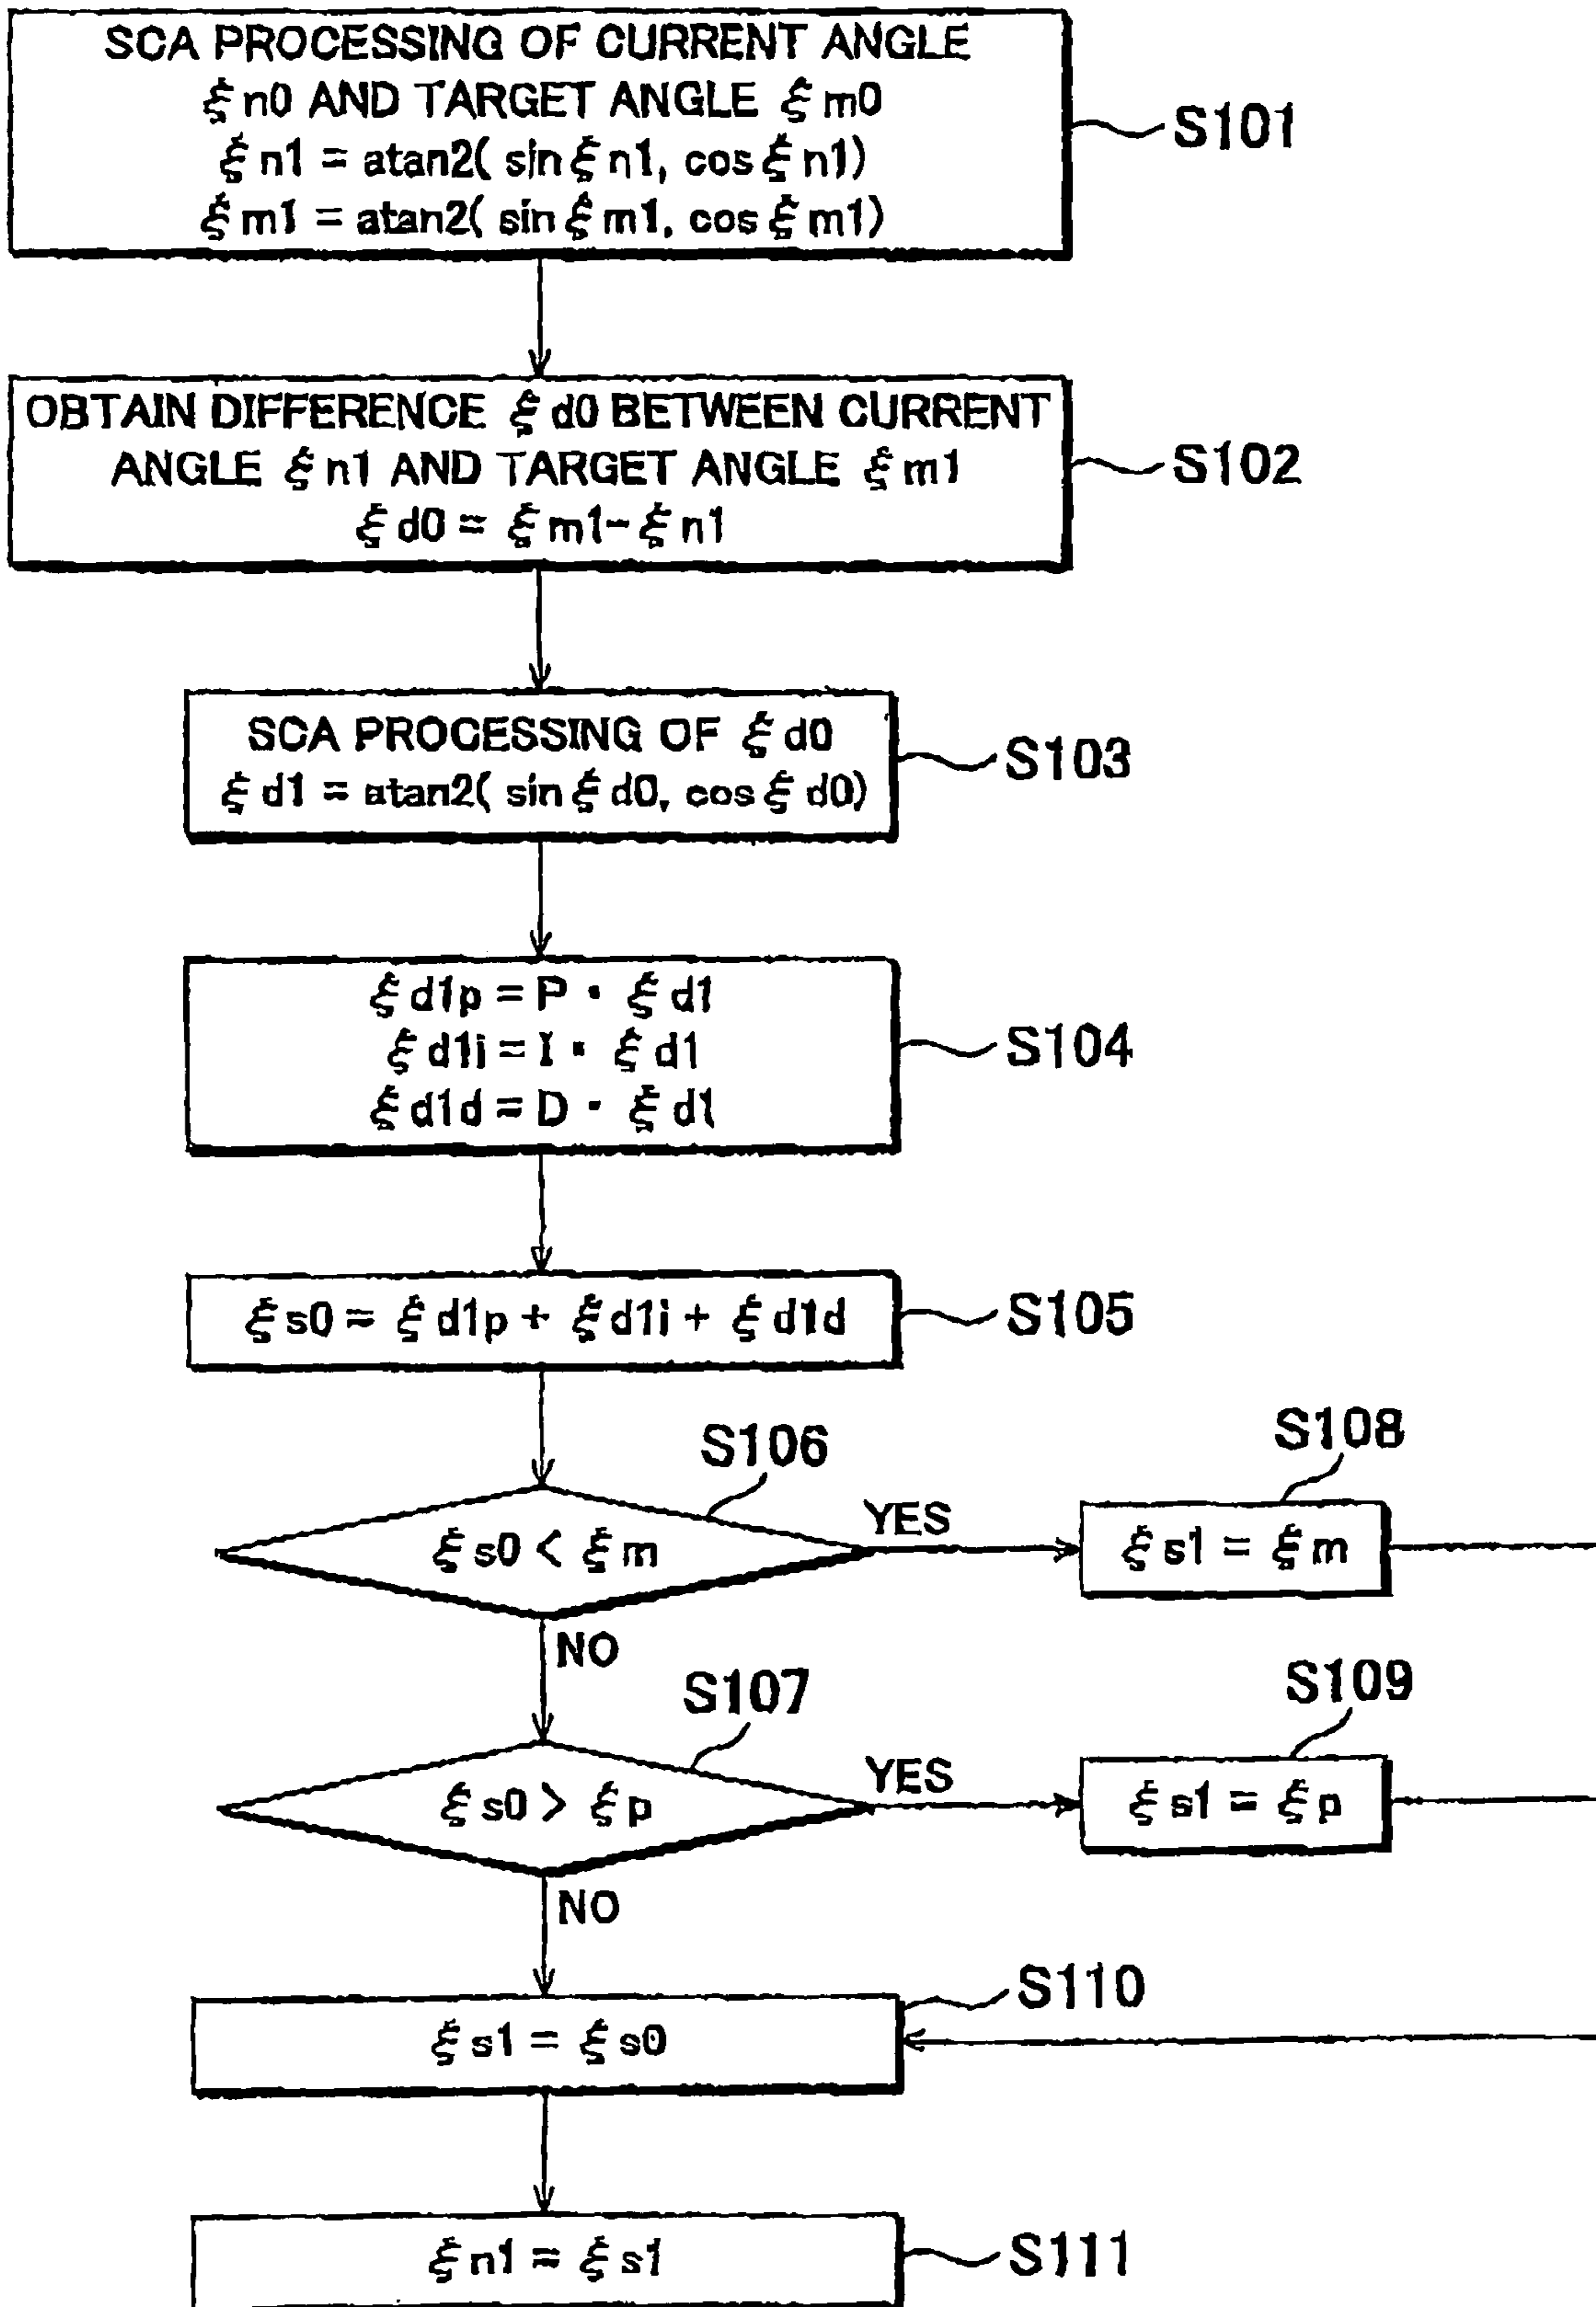 SCA PROCESSING OF CURRENT ANGLE
ξn0 AND TARGET ANGLE ξm0
ξn1 = atan2( sinξn1, cosξn1)
ξm1 = atan2( sinξm1, cosξm1)
S101
OBTAIN DIFFERENCE ξd0 BETWEEN CURRENT
ANGLE ξn1 AND TARGET ANGLE ξm1
ξd0 = ξm1-ξn1
S102
SCA PROCESSING OF ξd0
ξd1 = atan2( sinξd0, cosξd0)
S103
ξd1p = P・ξd1
ξd1i = I・ξd1
ξd1d = D・ξd1
S104
ξs0 = ξd1p + ξd1i + ξd1d
S105
S106
ξs0 < ξm
YES
S108
ξs1 = ξm
NO
S107
ξs0 > ξp
YES
S109
ξs1 = ξp
NO
S110
ξs1 = ξs0
ξn1 = ξs1
S111